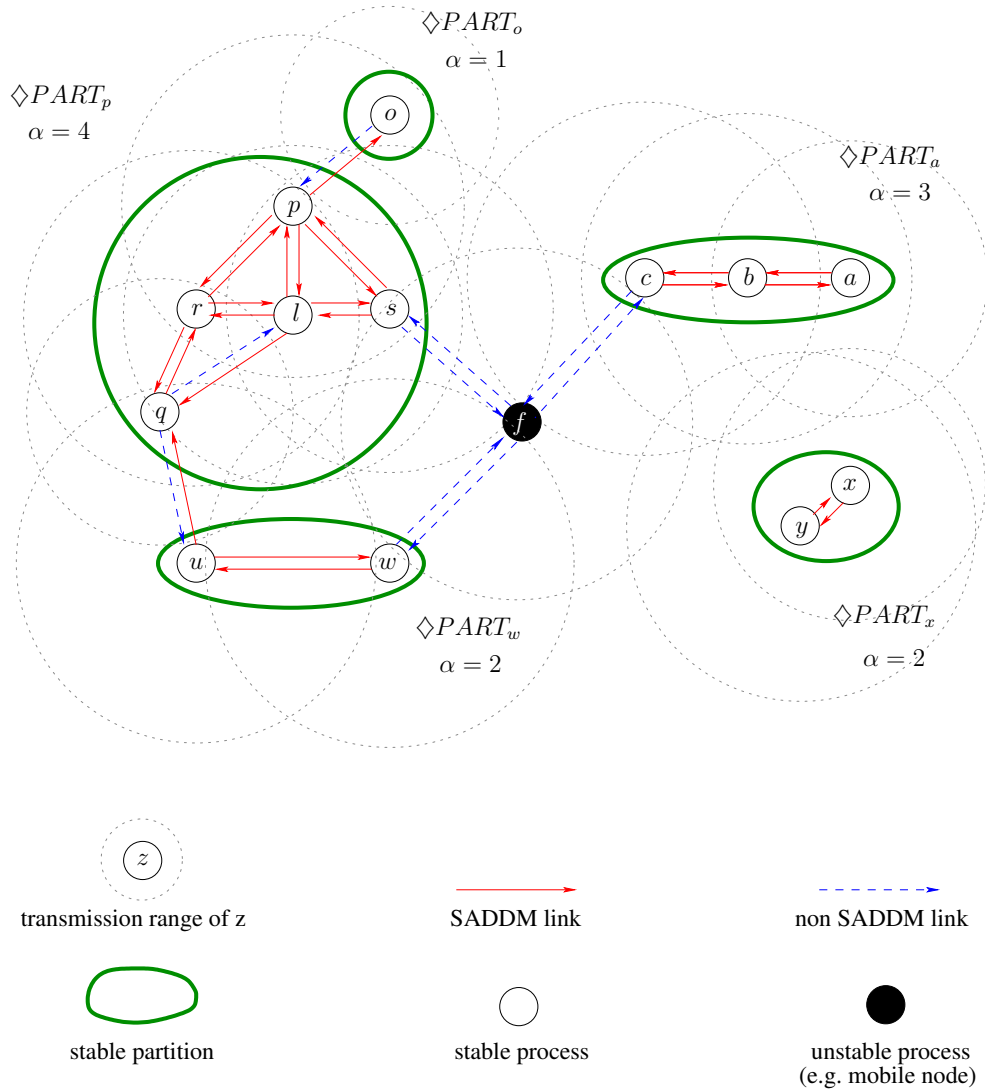 ◇PART_o
α = 1
◇PART_p
α = 4
o
◇PART_a
α = 3
p
c
b
a
r
l
s
q
f
x
y
u
w
◇PART_w
α = 2
◇PART_x
α = 2
z
transmission range of z
SADDM link
non SADDM link
stable partition
stable process
unstable process
(e.g. mobile node)